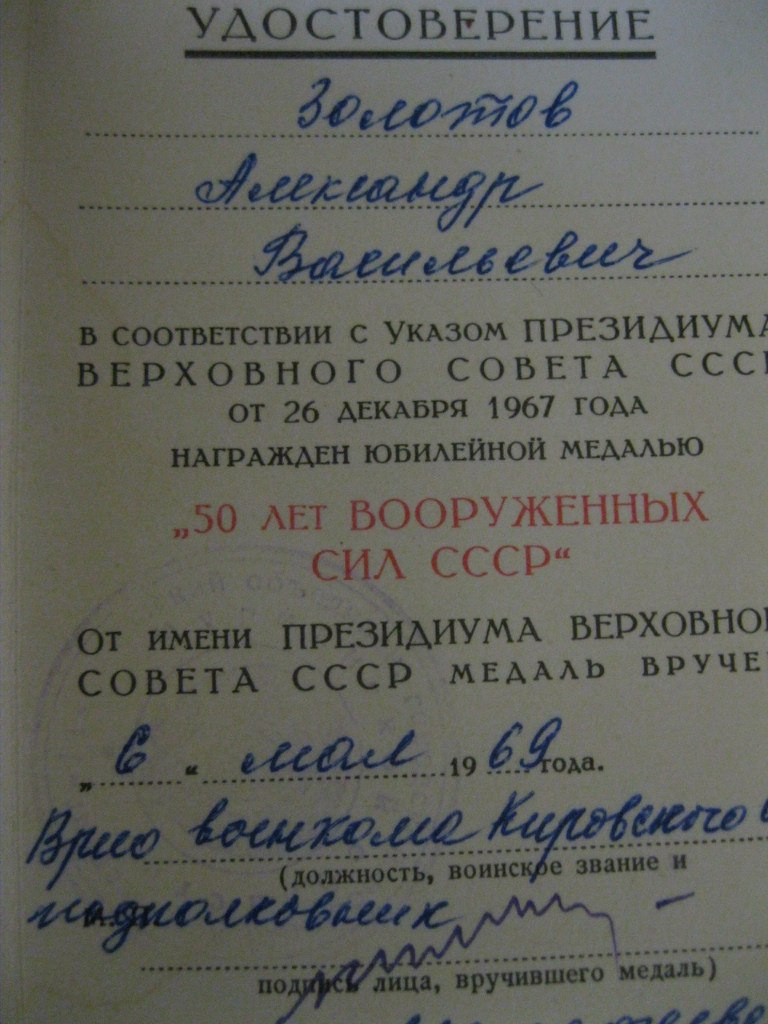 УДОСТОВЕРЕНИЕ
Золотов
Александр
Васильевич
В СООТВЕТСТВИИ С УКАЗОМ ПРЕЗИДИУМА
ВЕРХОВНОГО СОВЕТА СССР
ОТ 26 ДЕКАБРЯ 1967 ГОДА
НАГРАЖДЕН ЮБИЛЕЙНОЙ МЕДАЛЬЮ
„50 ЛЕТ ВООРУЖЕННЫХ
СИЛ СССР“
ОТ ИМЕНИ ПРЕЗИДИУМА ВЕРХОВНО
СОВЕТА СССР МЕДАЛЬ ВРУЧЕ
„6“ мая 1969 года.
Врио военкома Кировского
(должность, воинское звание и
подполковник
подпись лица, вручившего медаль)